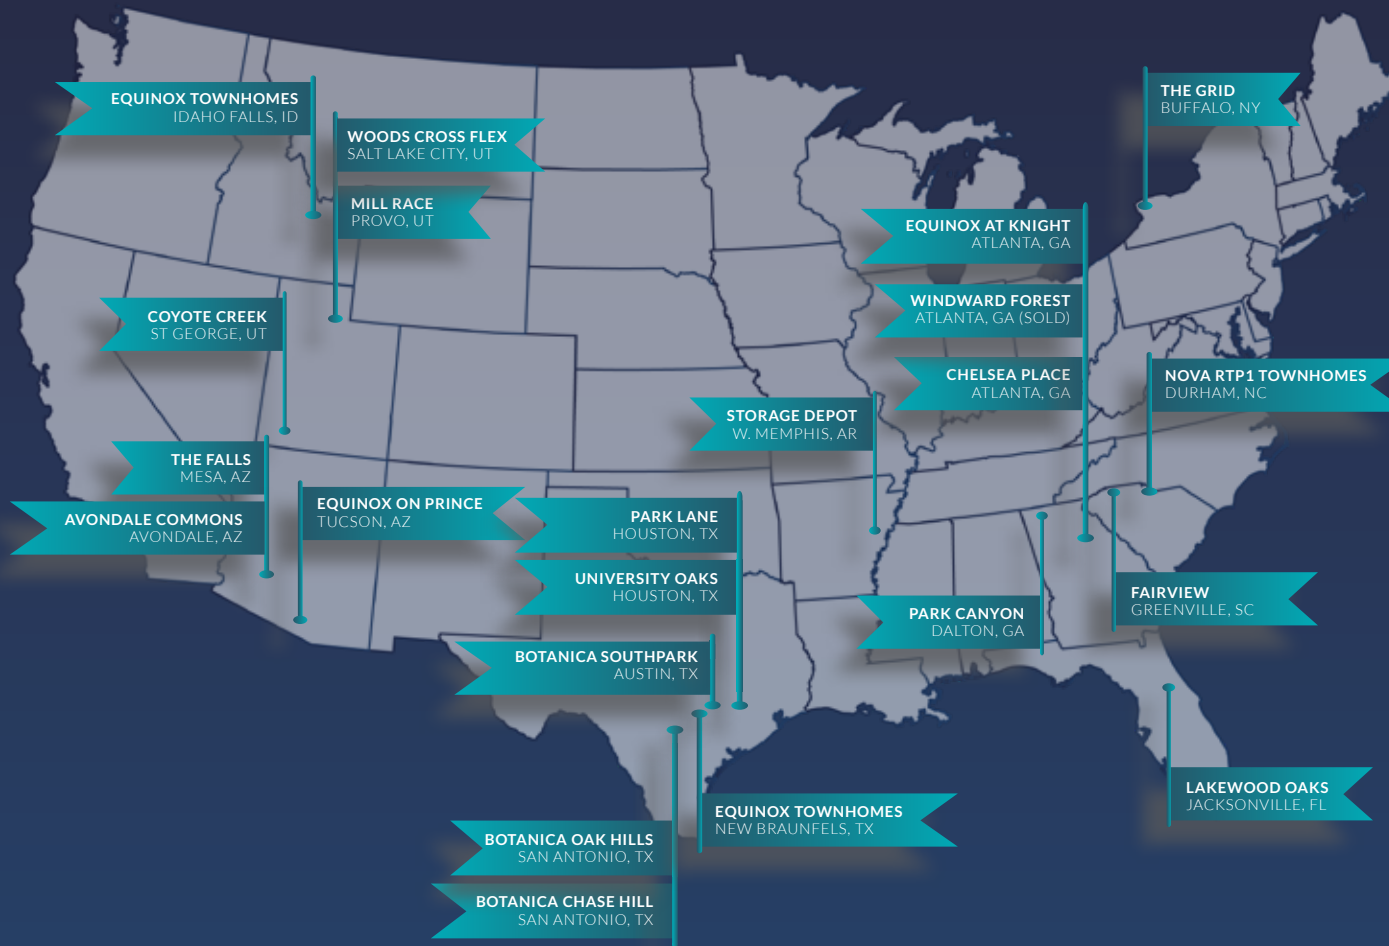 EQUINOX TOWNHOMES
IDAHO FALLS, ID
WOODS CROSS FLEX
SALT LAKE CITY, UT
MILL RACE
PROVO, UT
THE GRID
BUFFALO, NY
EQUINOX AT KNIGHT
ATLANTA, GA
WINDWARD FOREST
ATLANTA, GA (SOLD)
CHELSEA PLACE
ATLANTA, GA
COYOTE CREEK
ST GEORGE, UT
NOVA RTP1 TOWNHOMES
DURHAM, NC
STORAGE DEPOT
W. MEMPHIS, AR
THE FALLS
MESA, AZ
AVONDALE COMMONS
AVONDALE, AZ
EQUINOX ON PRINCE
TUCSON, AZ
PARK LANE
HOUSTON, TX
UNIVERSITY OAKS
HOUSTON, TX
BOTANICA SOUTHPARK
AUSTIN, TX
PARK CANYON
DALTON, GA
FAIRVIEW
GREENVILLE, SC
LAKEWOOD OAKS
JACKSONVILLE, FL
EQUINOX TOWNHOMES
NEW BRAUNFELS, TX
BOTANICA OAK HILLS
SAN ANTONIO, TX
BOTANICA CHASE HILL
SAN ANTONIO, TX